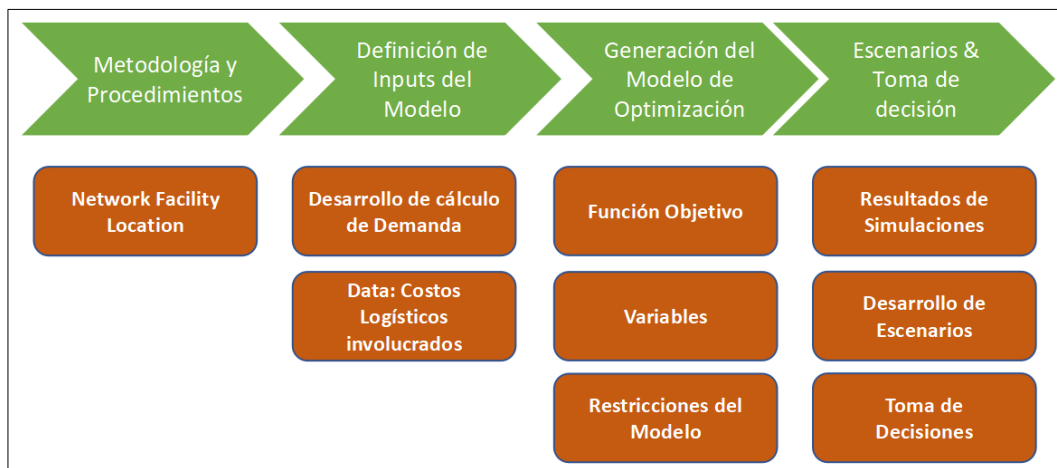 Metodología y
Procedimientos
Definición de
Inputs del
Modelo
Generación del
Modelo de
Optimización
Escenarios &
Toma de
decisión
Network Facility
Location
Desarrollo de cálculo
de Demanda
Data: Costos
Logísticos
involucrados
Función Objetivo
Variables
Restricciones del
Modelo
Resultados de
Simulaciones
Desarrollo de
Escenarios
Toma de
Decisiones